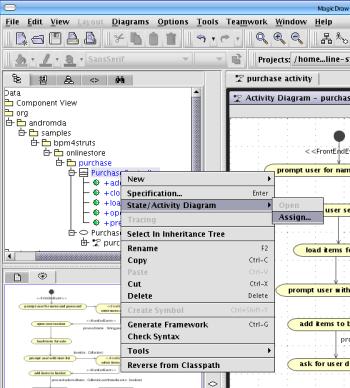 MagicDraw
File Edit View Layout Diagrams Options Tools Teamwork Window Help
SansSerif
Projects: /home...line-s
purchase activity
Activity Diagram - purchas
Data
Component View
org
andromda
samples
bpm4struts
onlinestore
purchase
Purchase
+ad
+clo
+loa
+ope
+pre
Purchas
purc
New
Specification... Enter
State/Activity Diagram
Open
Assign...
Tracing
Select In Inheritance Tree
Rename F2
Copy Ctrl-C
Paste Ctrl-V
Cut Ctrl-X
Delete Delete
Create Symbol Ctrl+Shift-T
Generate Framework Ctrl-G
Check Syntax
Tools
Reverse from Classpath
<<FrontEndE
prompt user for nam
user se
load items f
prompt user with
add items to b
pr
ask for user d